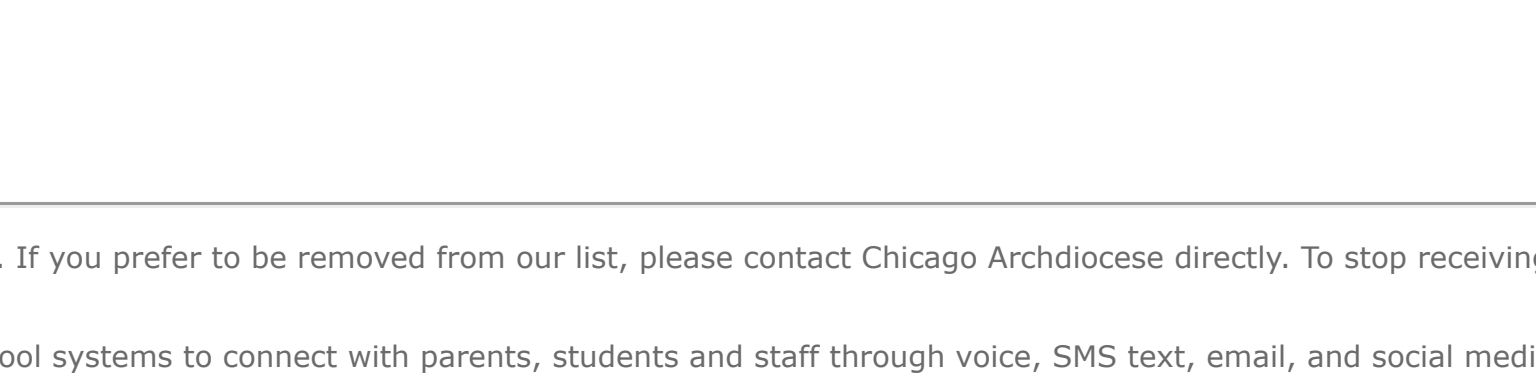 . If you prefer to be removed from our list, please contact Chicago Archdiocese directly. To stop receiving
ool systems to connect with parents, students and staff through voice, SMS text, email, and social medi